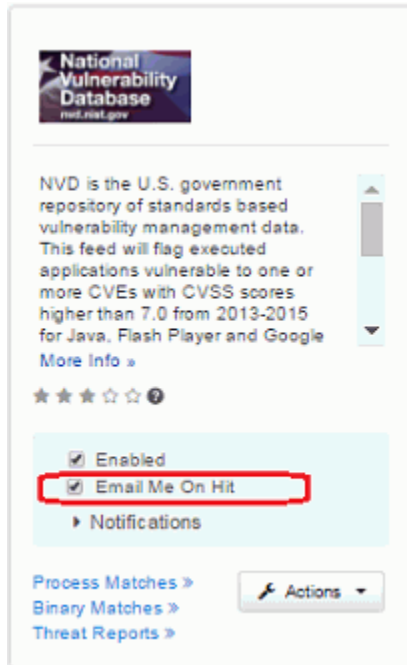 National
Vulnerability
Database
nvd.nist.gov
NVD is the U.S. government
repository of standards based
vulnerability management data.
This feed will flag executed
applications vulnerable to one or
more CVEs with CVSS scores
higher than 7.0 from 2013-2015
for Java, Flash Player and Google
More Info »
Enabled
Email Me On Hit
Notifications
Process Matches »
Binary Matches »
Threat Reports »
Actions